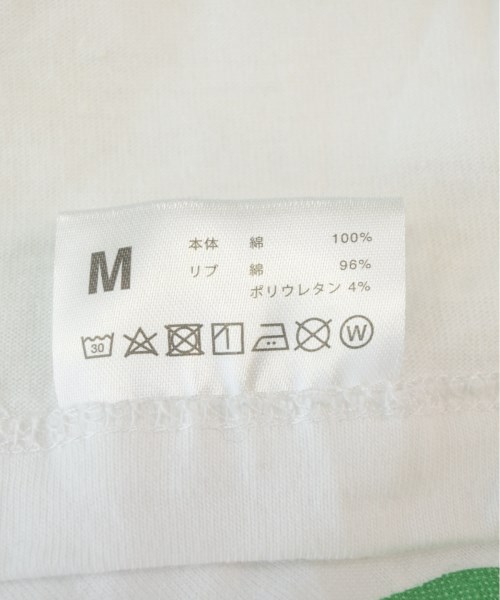 M
本体 綿 100%
リブ 綿 96%
ポリウレタン 4%
30 W